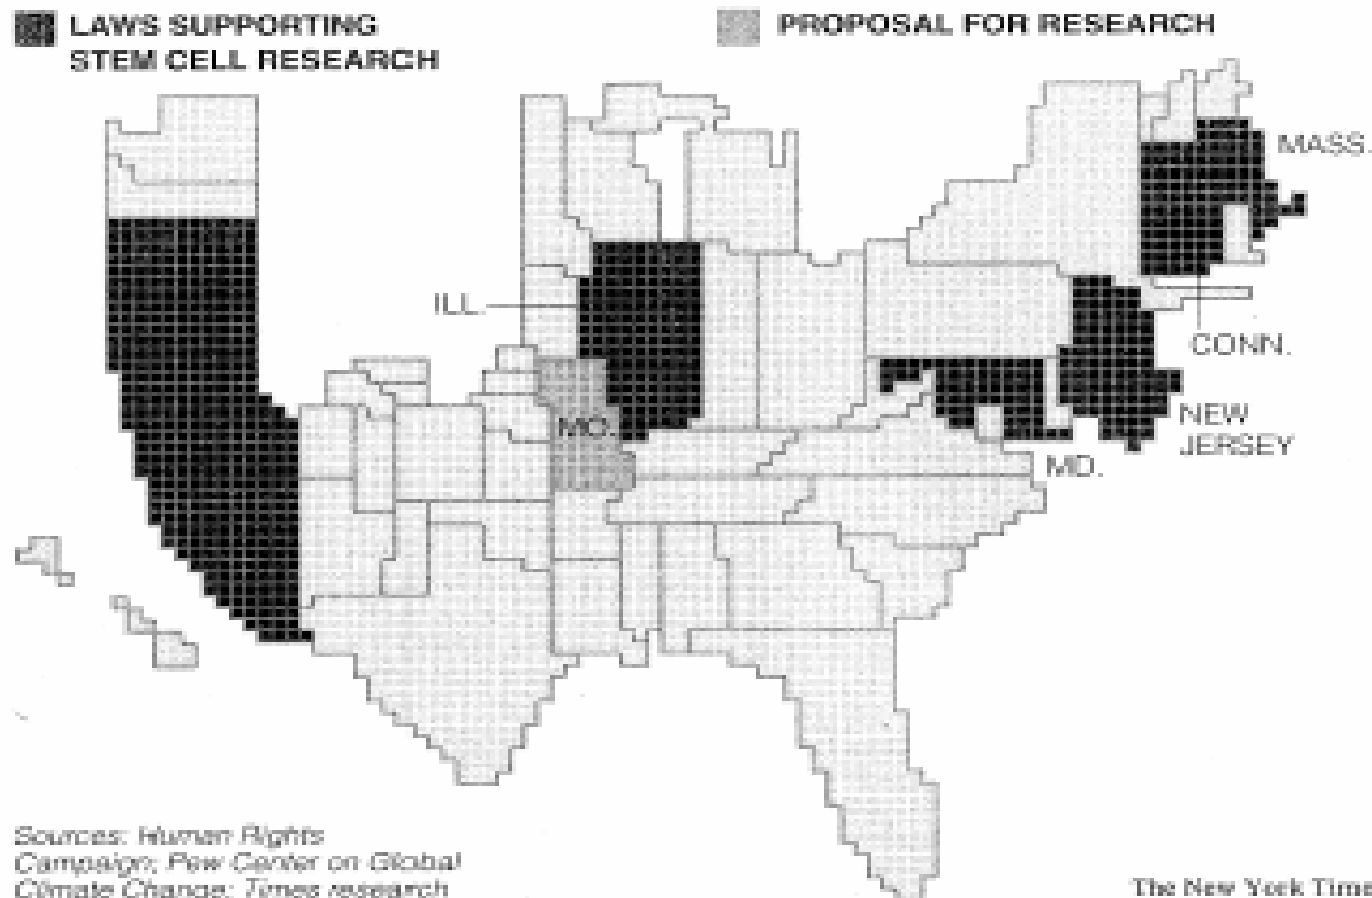 LAWS SUPPORTING
STEM CELL RESEARCH
PROPOSAL FOR RESEARCH
MASS.
ILL.
CONN.
MO.
NEW
JERSEY
MD.
Sources: Human Rights
Campaign; Pew Center on Global
Climate Change; Times research
The New York Time